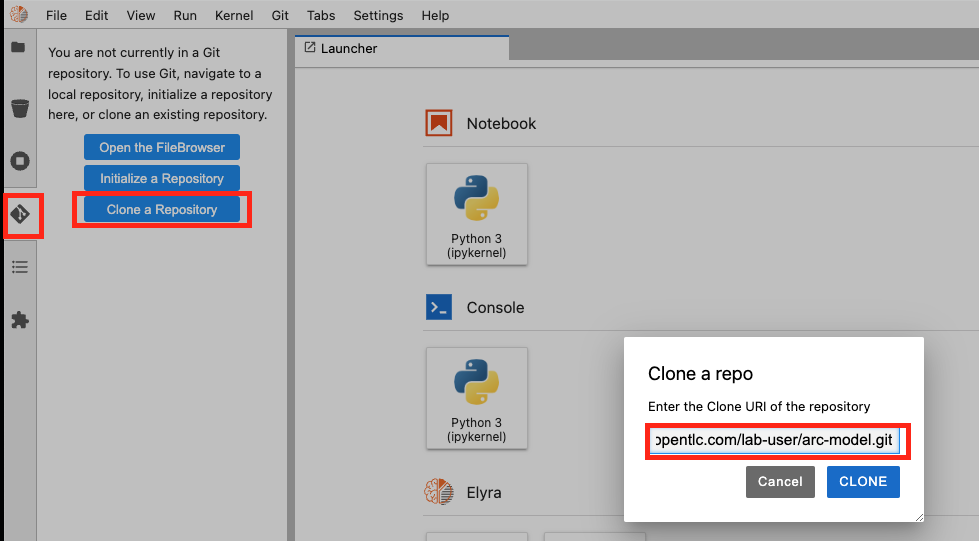 File Edit View Run Kernel Git Tabs Settings Help
You are not currently in a Git
repository. To use Git, navigate to a
local repository, initialize a repository
here, or clone an existing repository.
Open the FileBrowser
Initialize a Repository
Clone a Repository
Launcher
Notebook
Python 3
(ipykernel)
Console
Python 3
(ipykernel)
Elyra
Clone a repo
Enter the Clone URI of the repository
opentlc.com/lab-user/arc-model.git
Cancel CLONE